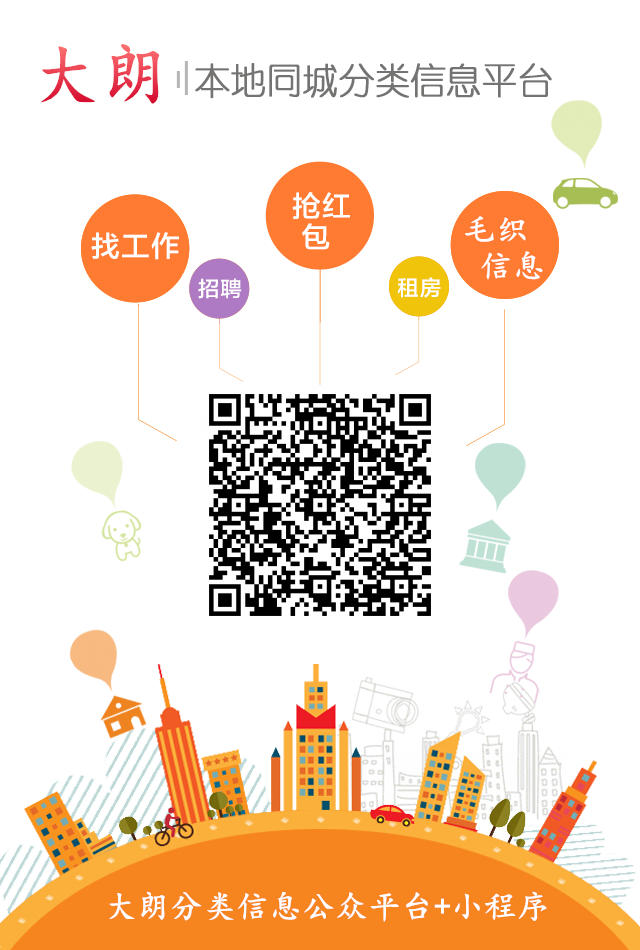 大朗 本地同城分类信息平台
抢红
包
找工作
毛织
信息
招聘
租房
大朗分类信息公众平台+小程序